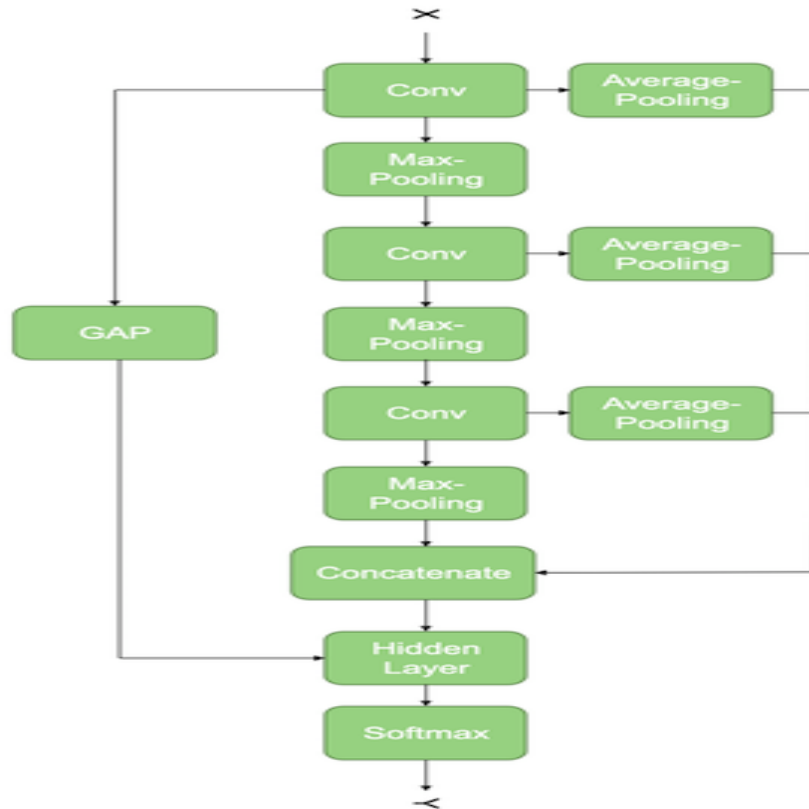 X
Conv
Average-
Pooling
Max-
Pooling
Conv
Average-
Pooling
GAP
Max-
Pooling
Conv
Average-
Pooling
Max-
Pooling
Concatenate
Hidden
Layer
Softmax
Y